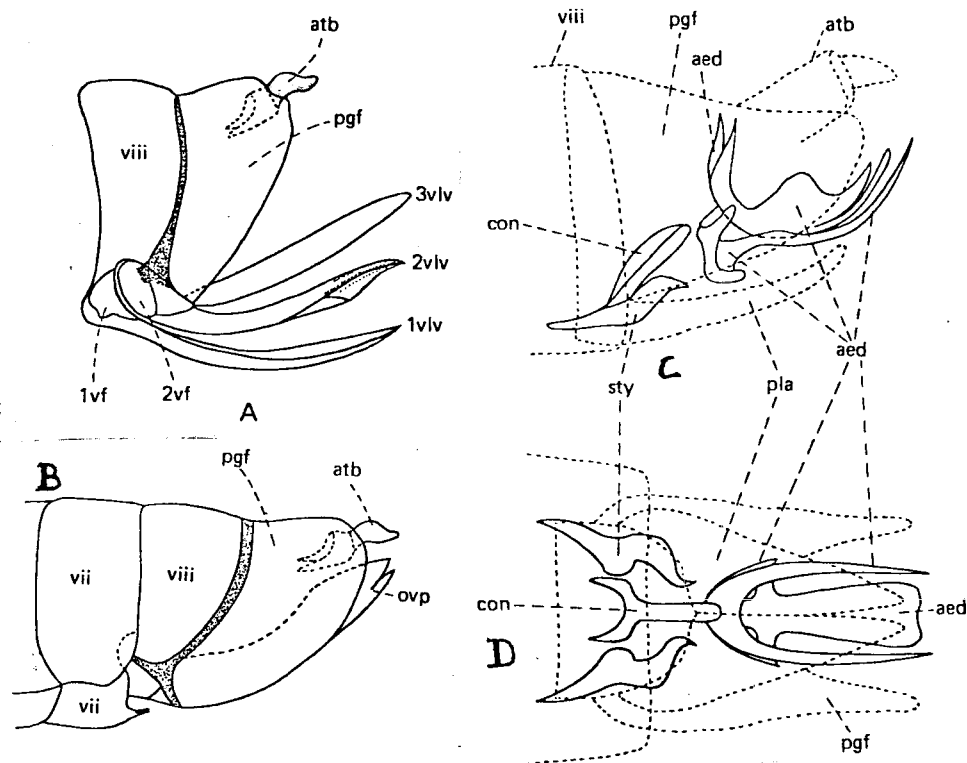 atb
pgf
viii
3vlv
2vlv
1vlv
1vf
2vf
A
viii
pgf
aed
atb
con
aed
sty
C
pla
B
pgf
atb
vii
viii
ovp
vii
con
aed
D
pgf